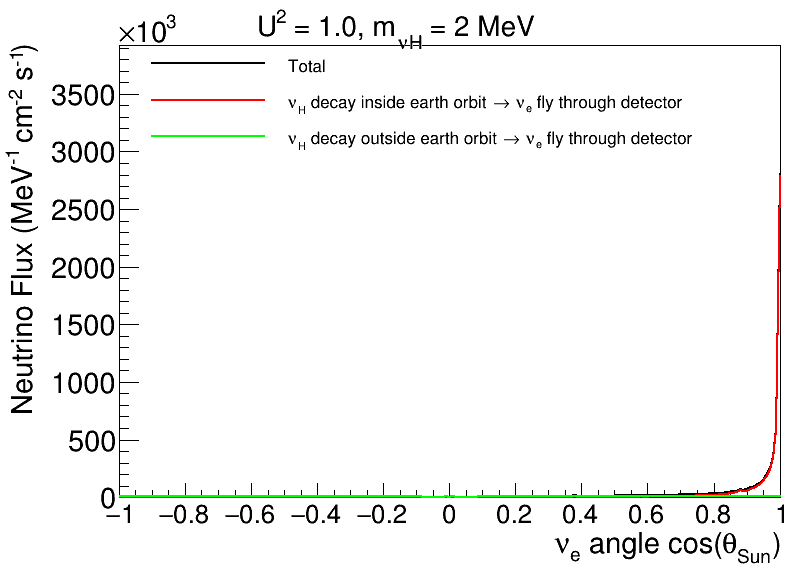 U² = 1.0, m_νH = 2 MeV
×10³
Total
ν_H decay inside earth orbit → ν_e fly through detector
ν_H decay outside earth orbit → ν_e fly through detector
Neutrino Flux (MeV⁻¹ cm⁻² s⁻¹)
3500
3000
2500
2000
1500
1000
500
0
−1 −0.8 −0.6 −0.4 −0.2 0 0.2 0.4 0.6 0.8 1
ν_e angle cos(θ_Sun)